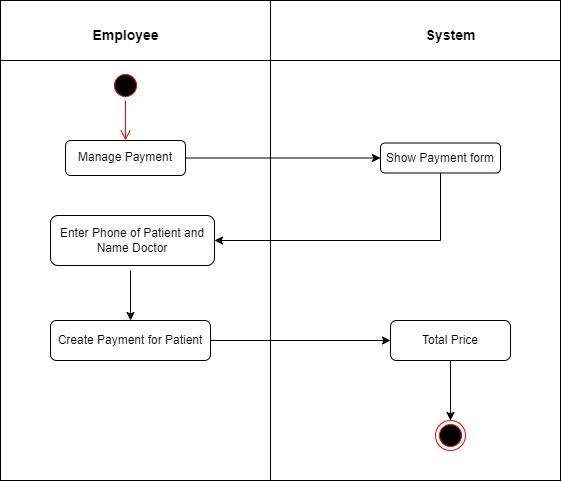 Employee
System
Manage Payment
Show Payment form
Enter Phone of Patient and
Name Doctor
Create Payment for Patient
Total Price